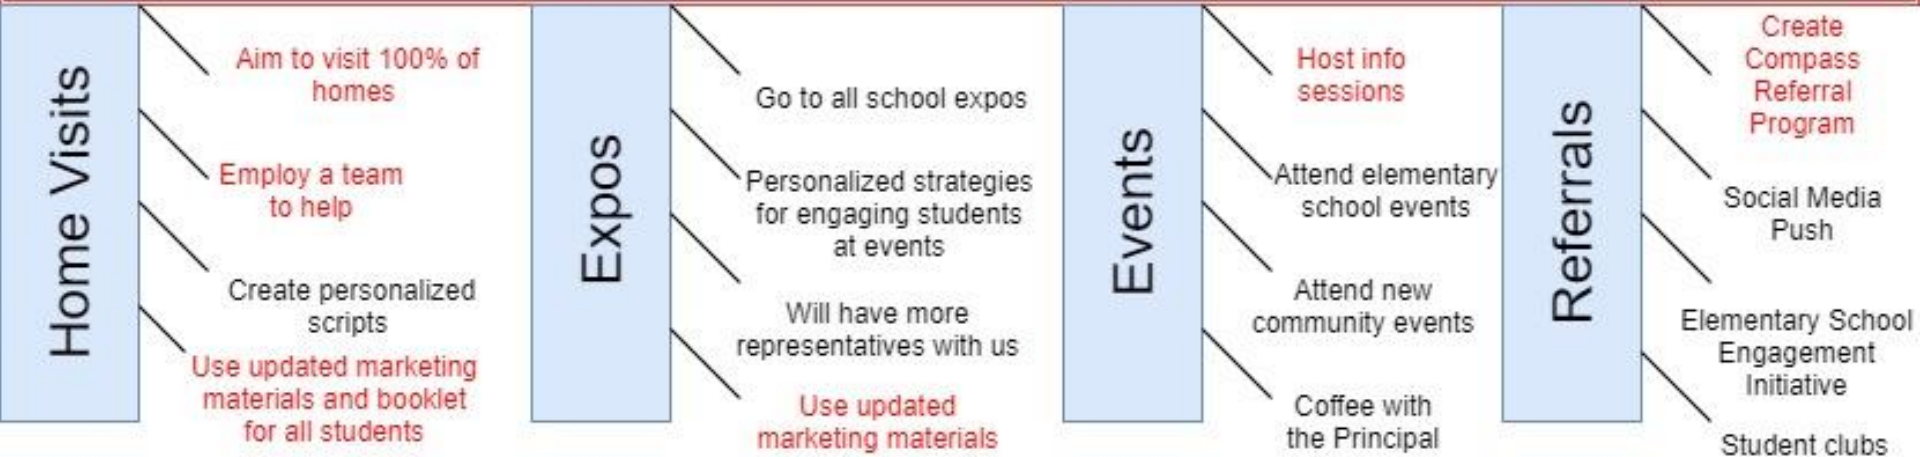 Home Visits
Aim to visit 100% of
homes
Employ a team
to help
Create personalized
scripts
Use updated marketing
materials and booklet
for all students
Expos
Go to all school expos
Personalized strategies
for engaging students
at events
Will have more
representatives with us
Use updated
marketing materials
Events
Host info
sessions
Attend elementary
school events
Attend new
community events
Coffee with
the Principal
Referrals
Create
Compass
Referral
Program
Social Media
Push
Elementary School
Engagement
Initiative
Student clubs